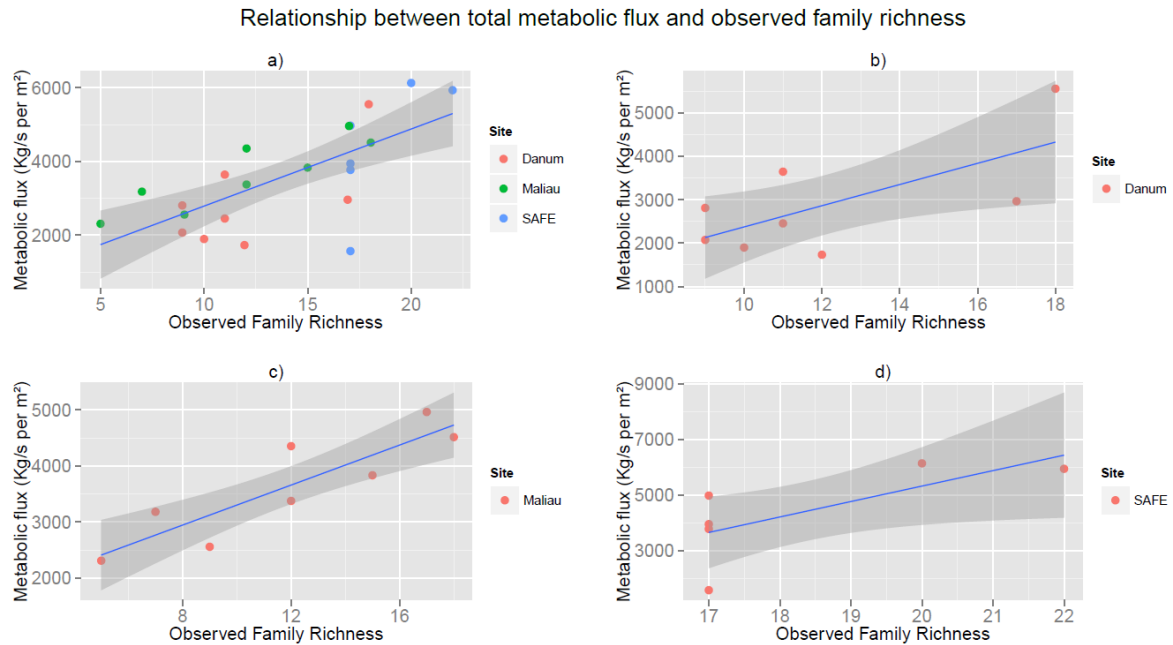 Relationship between total metabolic flux and observed family richness
a)
Metabolic flux (Kg/s per m²)
6000
4000
2000
5 10 15 20
Observed Family Richness
Site
Danum
Maliau
SAFE
b)
Metabolic flux (Kg/s per m²)
5000
4000
3000
2000
1000
10 12 14 16 18
Observed Family Richness
Site
Danum
c)
Metabolic flux (Kg/s per m²)
5000
4000
3000
2000
8 12 16
Observed Family Richness
Site
Maliau
d)
Metabolic flux (Kg/s per m²)
9000
7000
5000
3000
17 18 19 20 21 22
Observed Family Richness
Site
SAFE